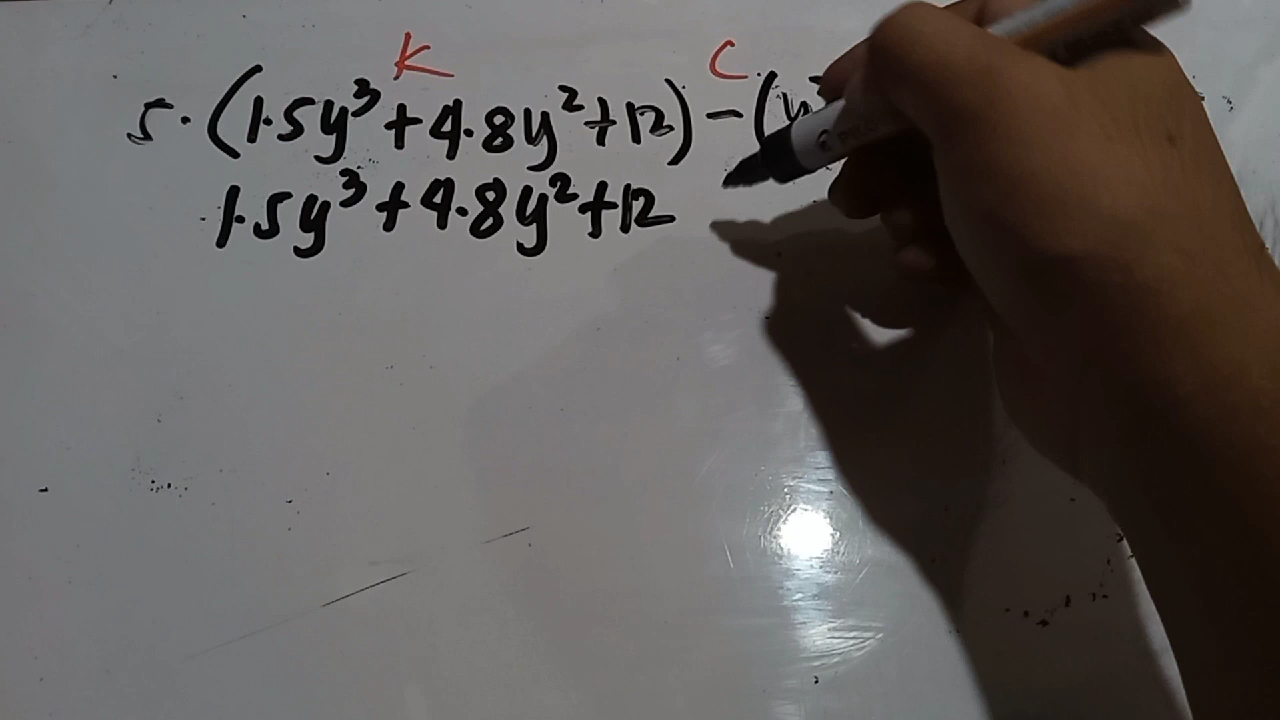 K C
5. (1.5y³ + 4.8y² + 12) - (y
1.5y³ + 4.8y² + 12